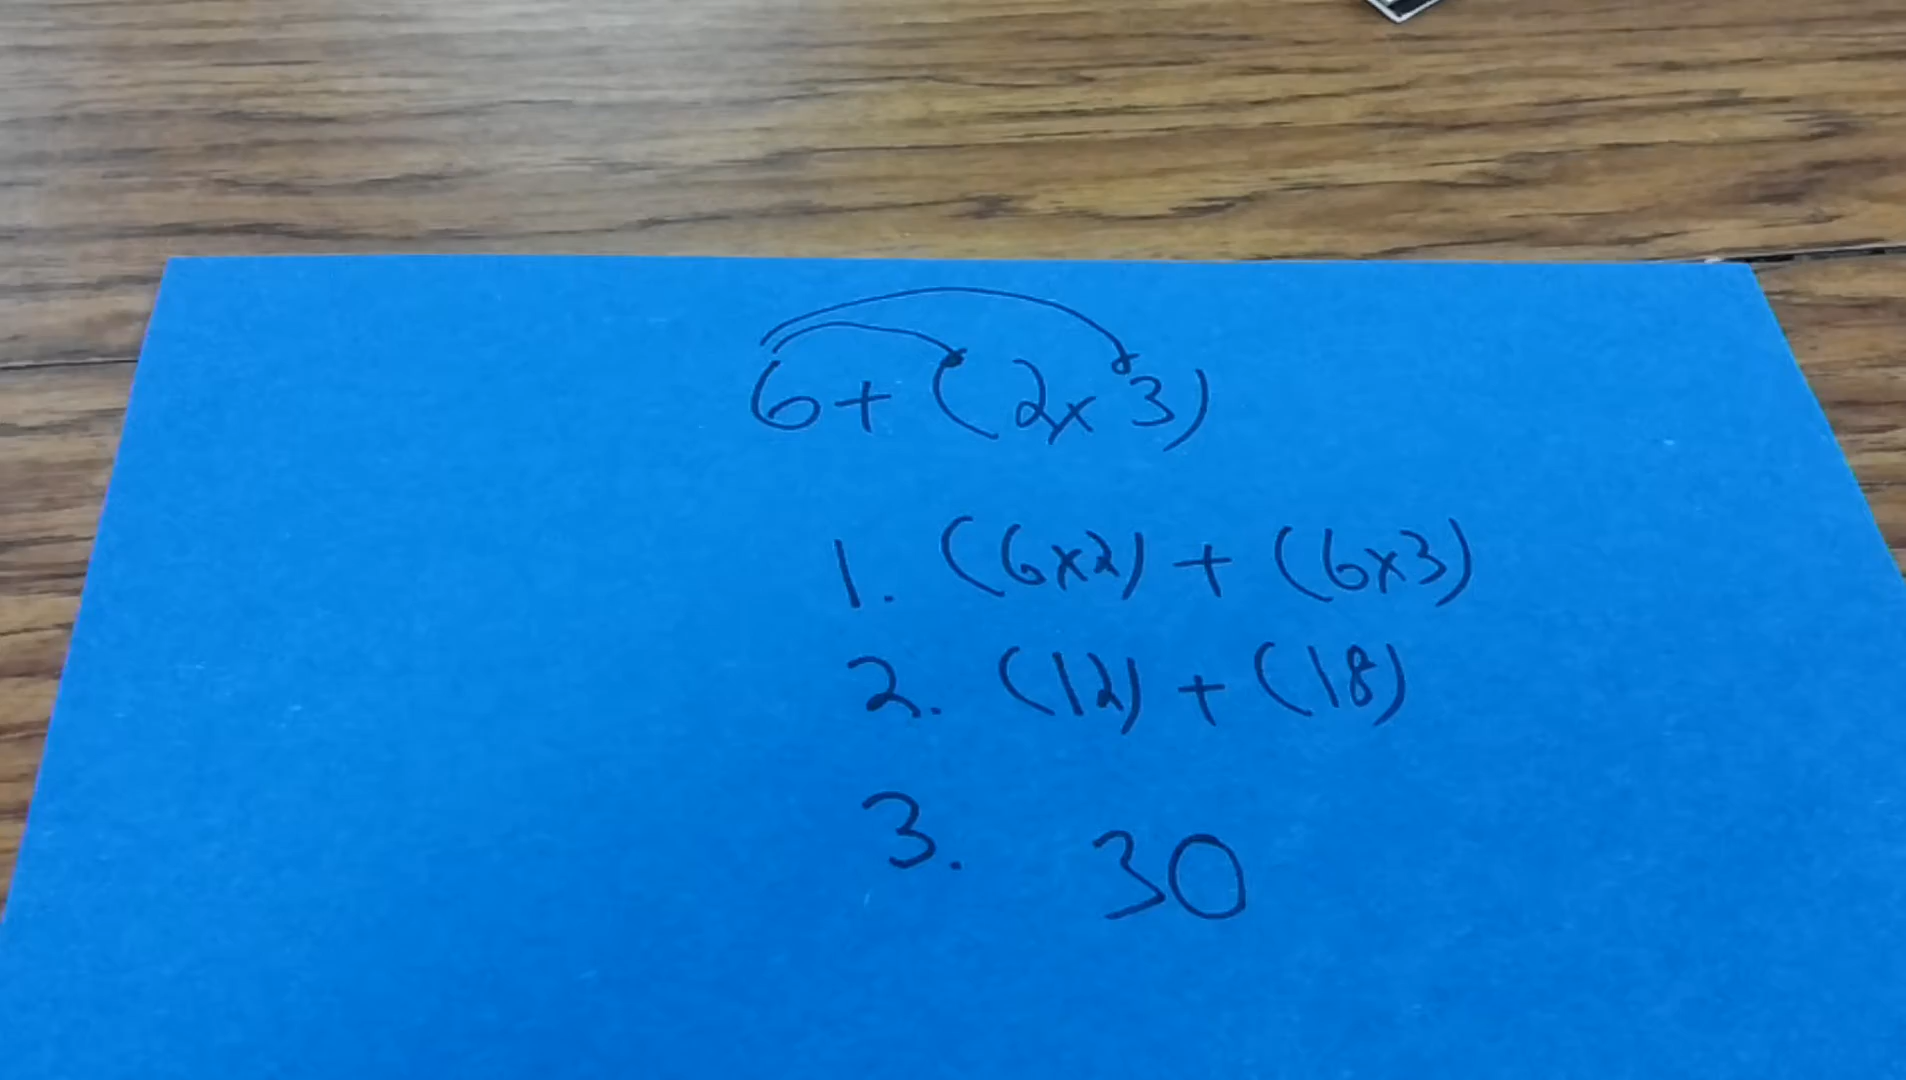 6+(2x3)
1. (6x2) + (6x3)
2. (12) + (18)
3. 30